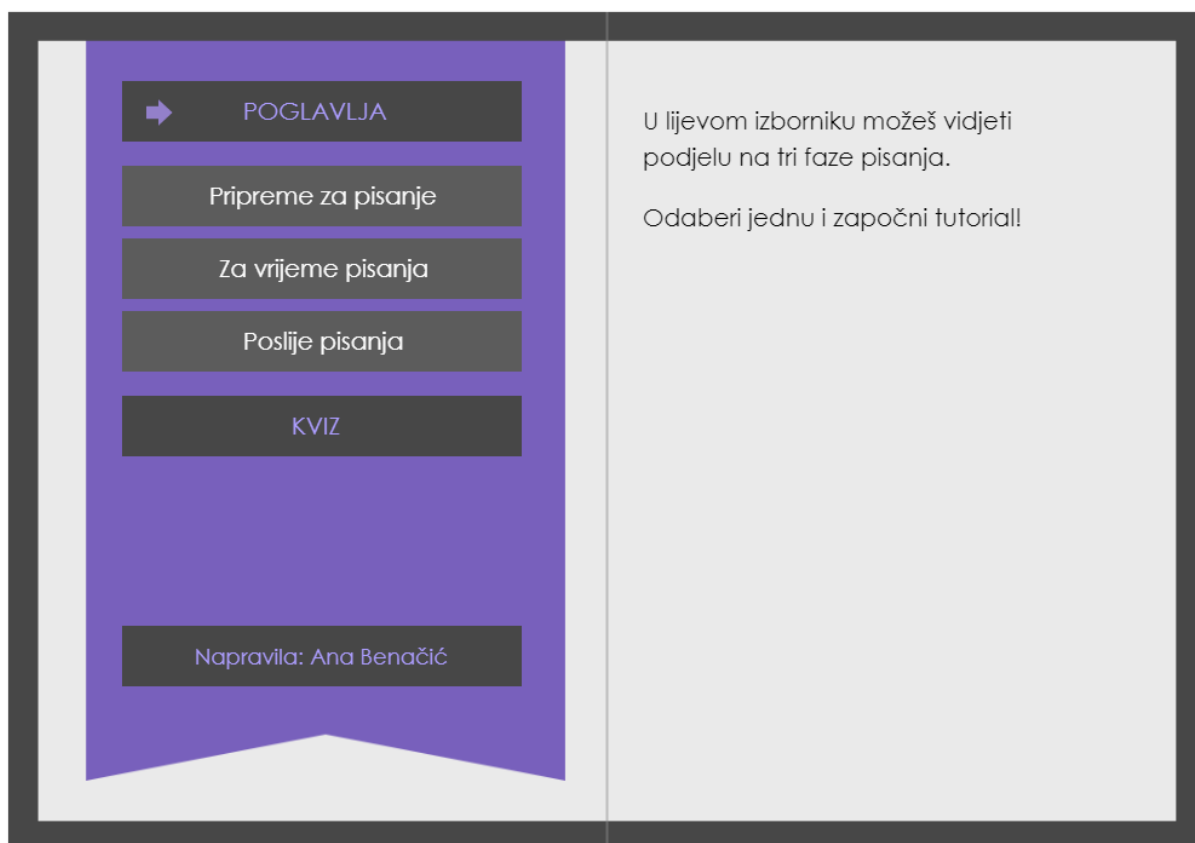 POGLAVLJA
Pripreme za pisanje
Za vrijeme pisanja
Poslije pisanja
KVIZ
Napravila: Ana Benačić
U lijevom izborniku možeš vidjeti
podjelu na tri faze pisanja.
Odaberi jednu i započni tutorial!